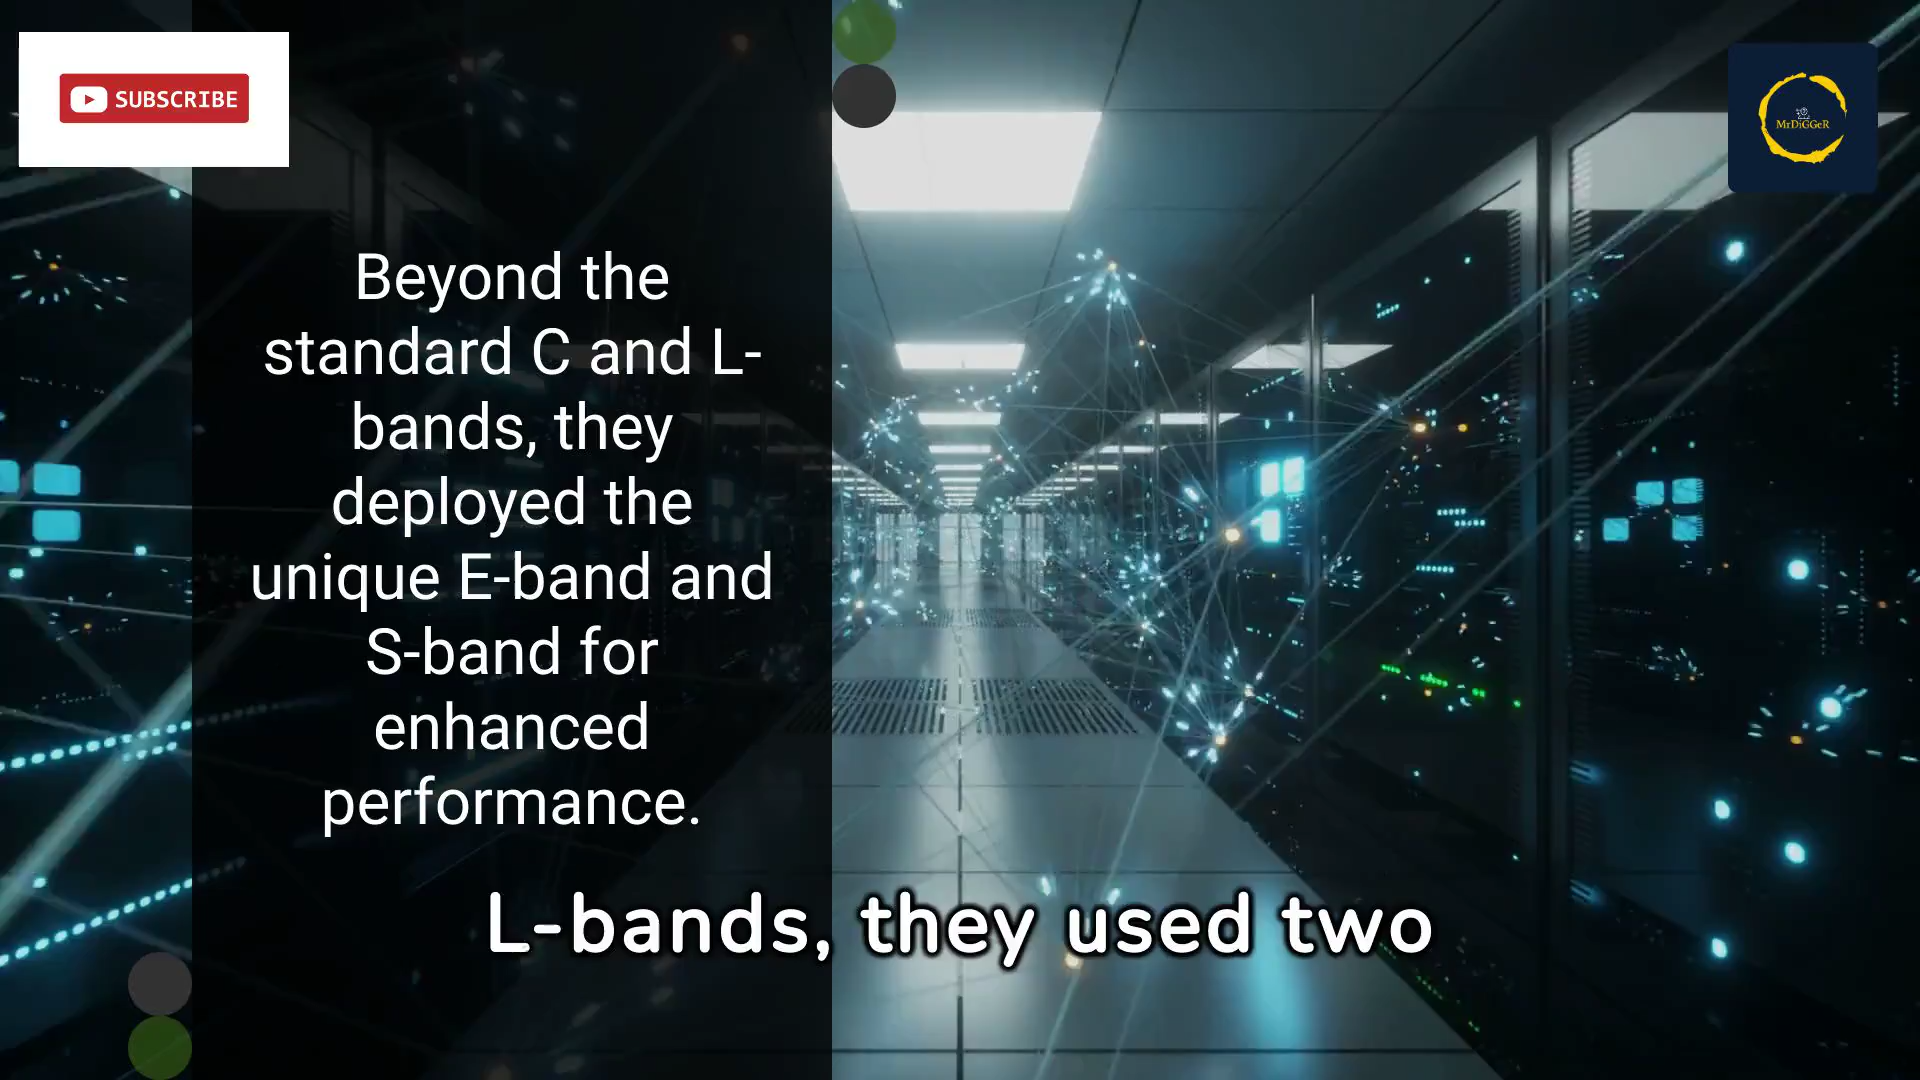 SUBSCRIBE
MrDiGGeR
Beyond the
standard C and L-
bands, they
deployed the
unique E-band and
S-band for
enhanced
performance.
L-bands, they used two